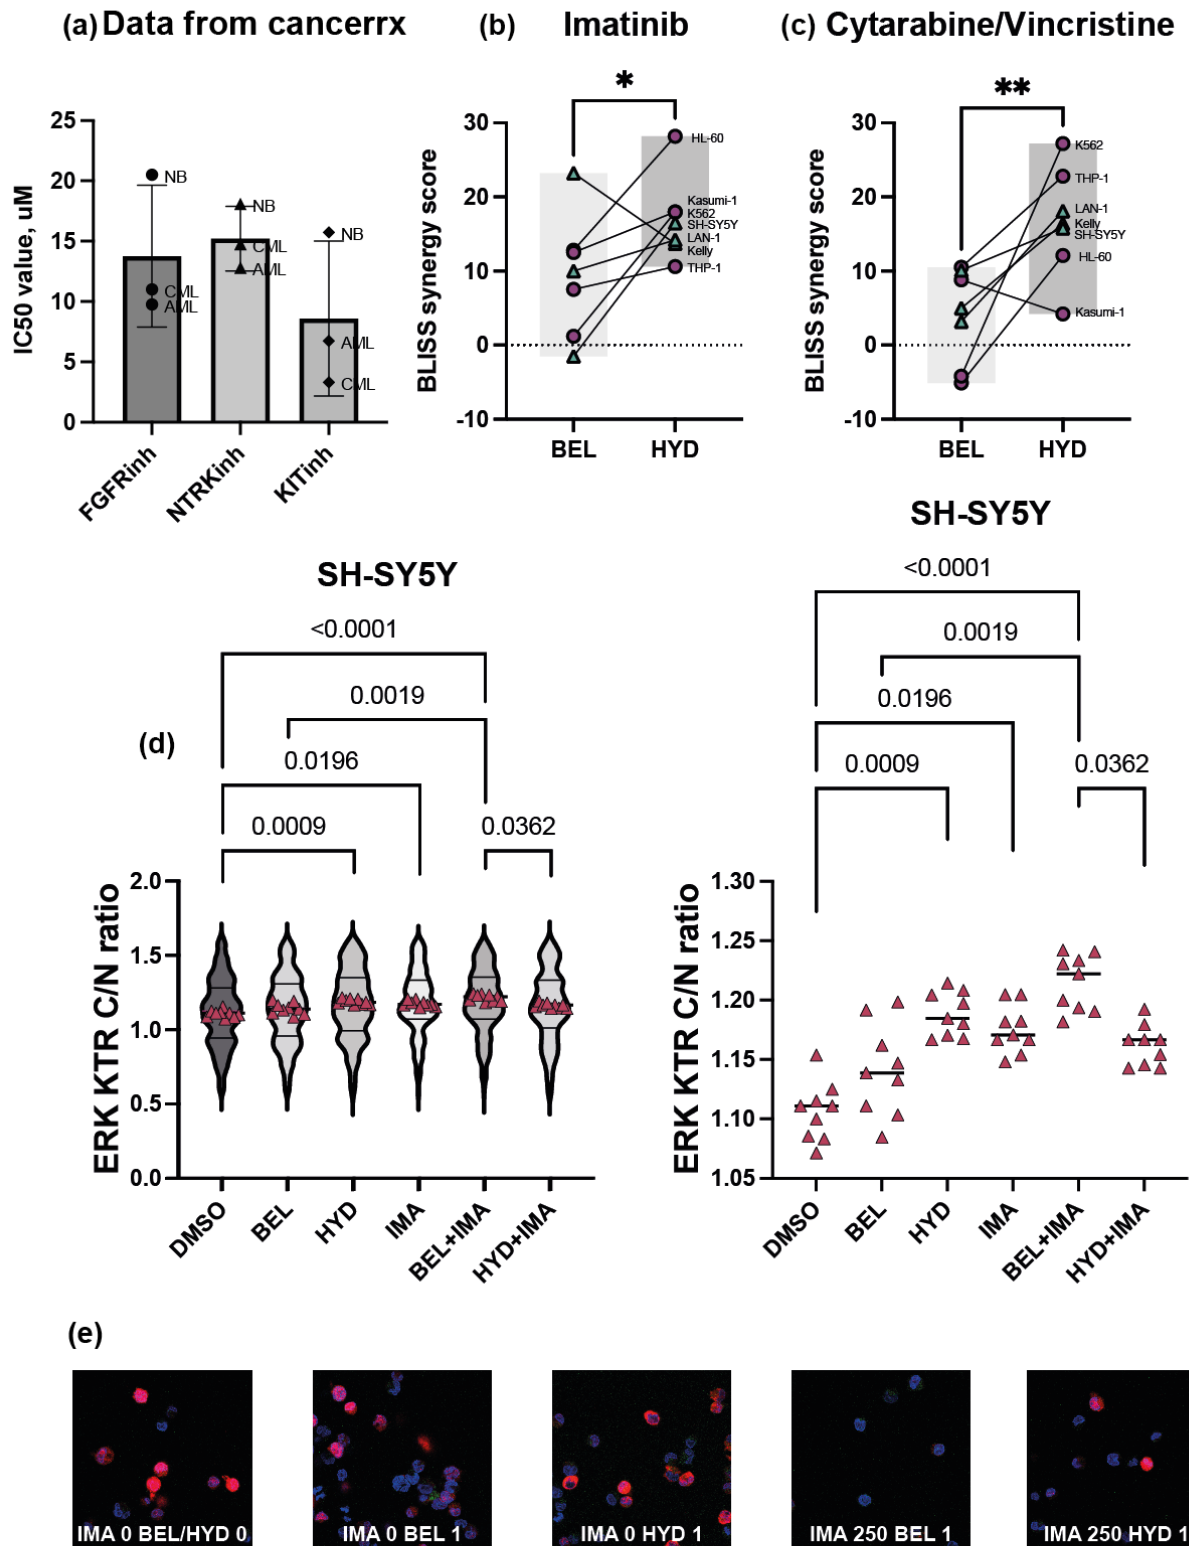 (a) Data from cancerrx
(b) Imatinib
(c) Cytarabine/Vincristine
IC50 value, uM
25
20
15
10
5
0
NB
CML
AML
NB
CML
AML
NB
AML
CML
FGFRinh
NTRKinh
KITinh
BLISS synergy score
30
20
10
0
-10
*
HL-60
Kasumi-1
K562
SH-SY5Y
LAN-1
Kelly
THP-1
BEL
HYD
BLISS synergy score
30
20
10
0
-10
**
K562
THP-1
LAN-1
Kelly
SH-SY5Y
HL-60
Kasumi-1
BEL
HYD
(d)
SH-SY5Y
<0.0001
0.0019
0.0196
0.0009
0.0362
ERK KTR C/N ratio
2.0
1.5
1.0
0.5
0.0
DMSO
BEL
HYD
IMA
BEL+IMA
HYD+IMA
SH-SY5Y
<0.0001
0.0019
0.0196
0.0009
0.0362
ERK KTR C/N ratio
1.30
1.25
1.20
1.15
1.10
1.05
DMSO
BEL
HYD
IMA
BEL+IMA
HYD+IMA
(e)
IMA 0 BEL/HYD 0
IMA 0 BEL 1
IMA 0 HYD 1
IMA 250 BEL 1
IMA 250 HYD 1